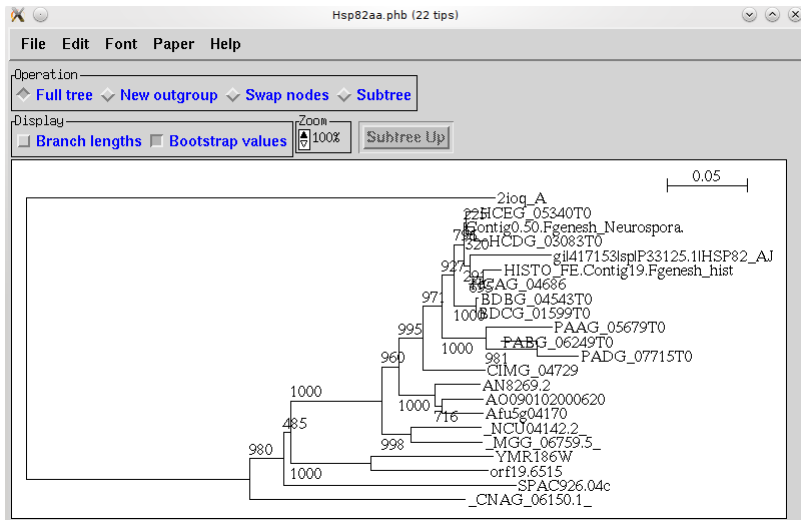 Hsp82aa.phb (22 tips)
File Edit Font Paper Help
Operation
Full tree New outgroup Swap nodes Subtree
Display
Zoom
Branch lengths Bootstrap values 100% Subtree Up
0.05
2ioq_A
225 HCEG_05340T0
Contig0.50.Fgenesh_Neurospora.
HCDG_03083T0
320
gi|417153|sp|P33125.1|HSP82_AJ
927 HISTO_FE.Contig19.Fgenesh_hist
HCAG_04686
971 BDBG_04543T0
1000 BDCG_01599T0
995 PAAG_05679T0
1000 PABG_06249T0
960 981 PADG_07715T0
CIMG_04729
1000 AN8269.2
1000 AO090102000620
716 Afu5g04170
485 _NCU04142.2_
998 _MGG_06759.5_
980 YMR186W
1000 orf19.6515
SPAC926.04c
_CNAG_06150.1_